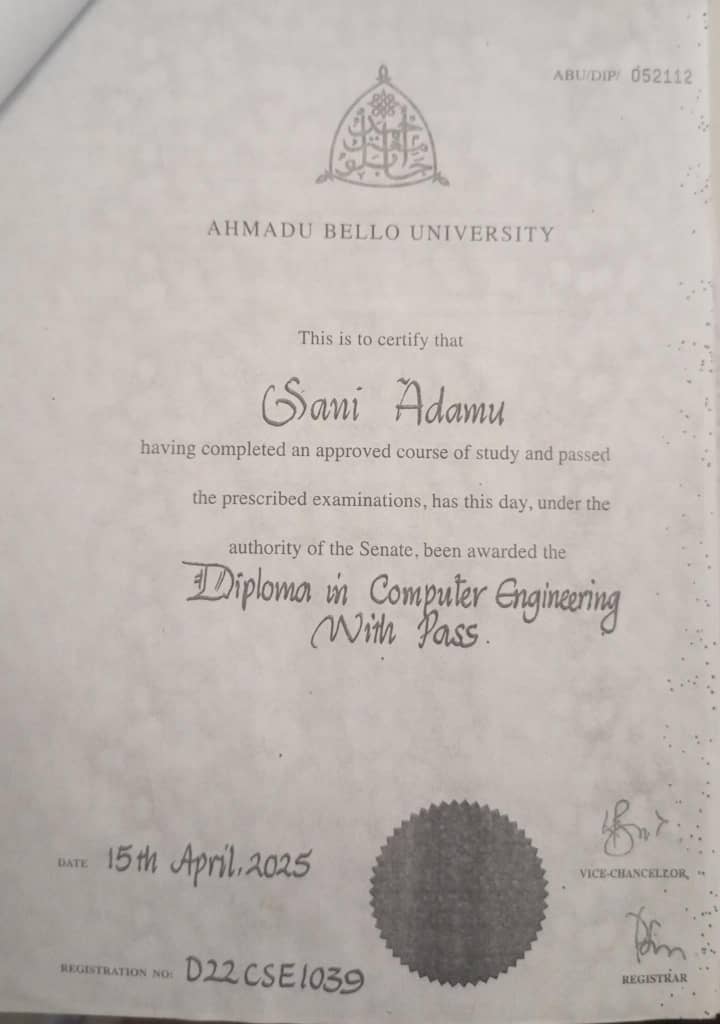 ABU/DIP/ 052112
AHMADU BELLO UNIVERSITY
This is to certify that
Sani Adamu
having completed an approved course of study and passed
the prescribed examinations, has this day, under the
authority of the Senate, been awarded the
Diploma in Computer Engineering
With Pass.
DATE 15th April, 2025
VICE-CHANCELLOR
REGISTRATION NO: D22CSE1039
REGISTRAR